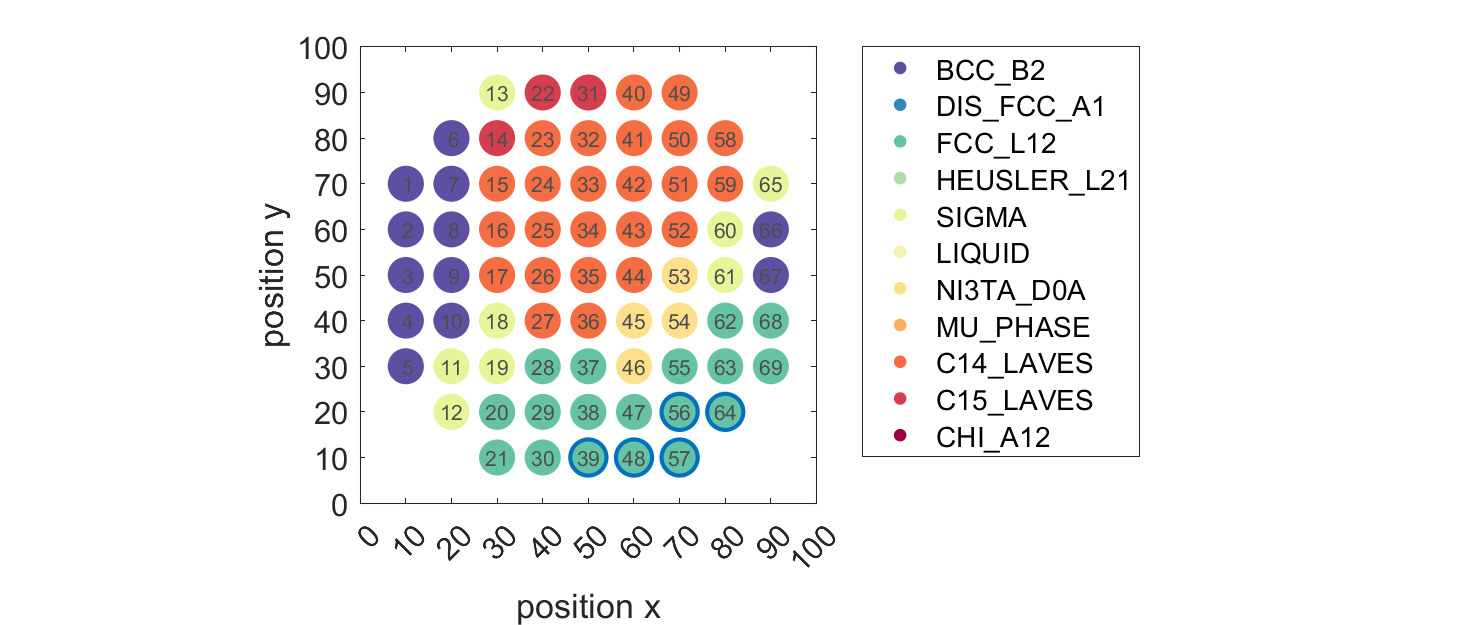 100
90
80
70
60
50
40
30
20
10
0
position y
13 22 31 40 49
6 14 23 32 41 50 58
1 7 15 24 33 42 51 59 65
2 8 16 25 34 43 52 60 66
3 9 17 26 35 44 53 61 67
4 10 18 27 36 45 54 62 68
5 11 19 28 37 46 55 63 69
12 20 29 38 47 56 64
21 30 39 48 57
0 10 20 30 40 50 60 70 80 90 100
position x
BCC_B2
DIS_FCC_A1
FCC_L12
HEUSLER_L21
SIGMA
LIQUID
NI3TA_D0A
MU_PHASE
C14_LAVES
C15_LAVES
CHI_A12